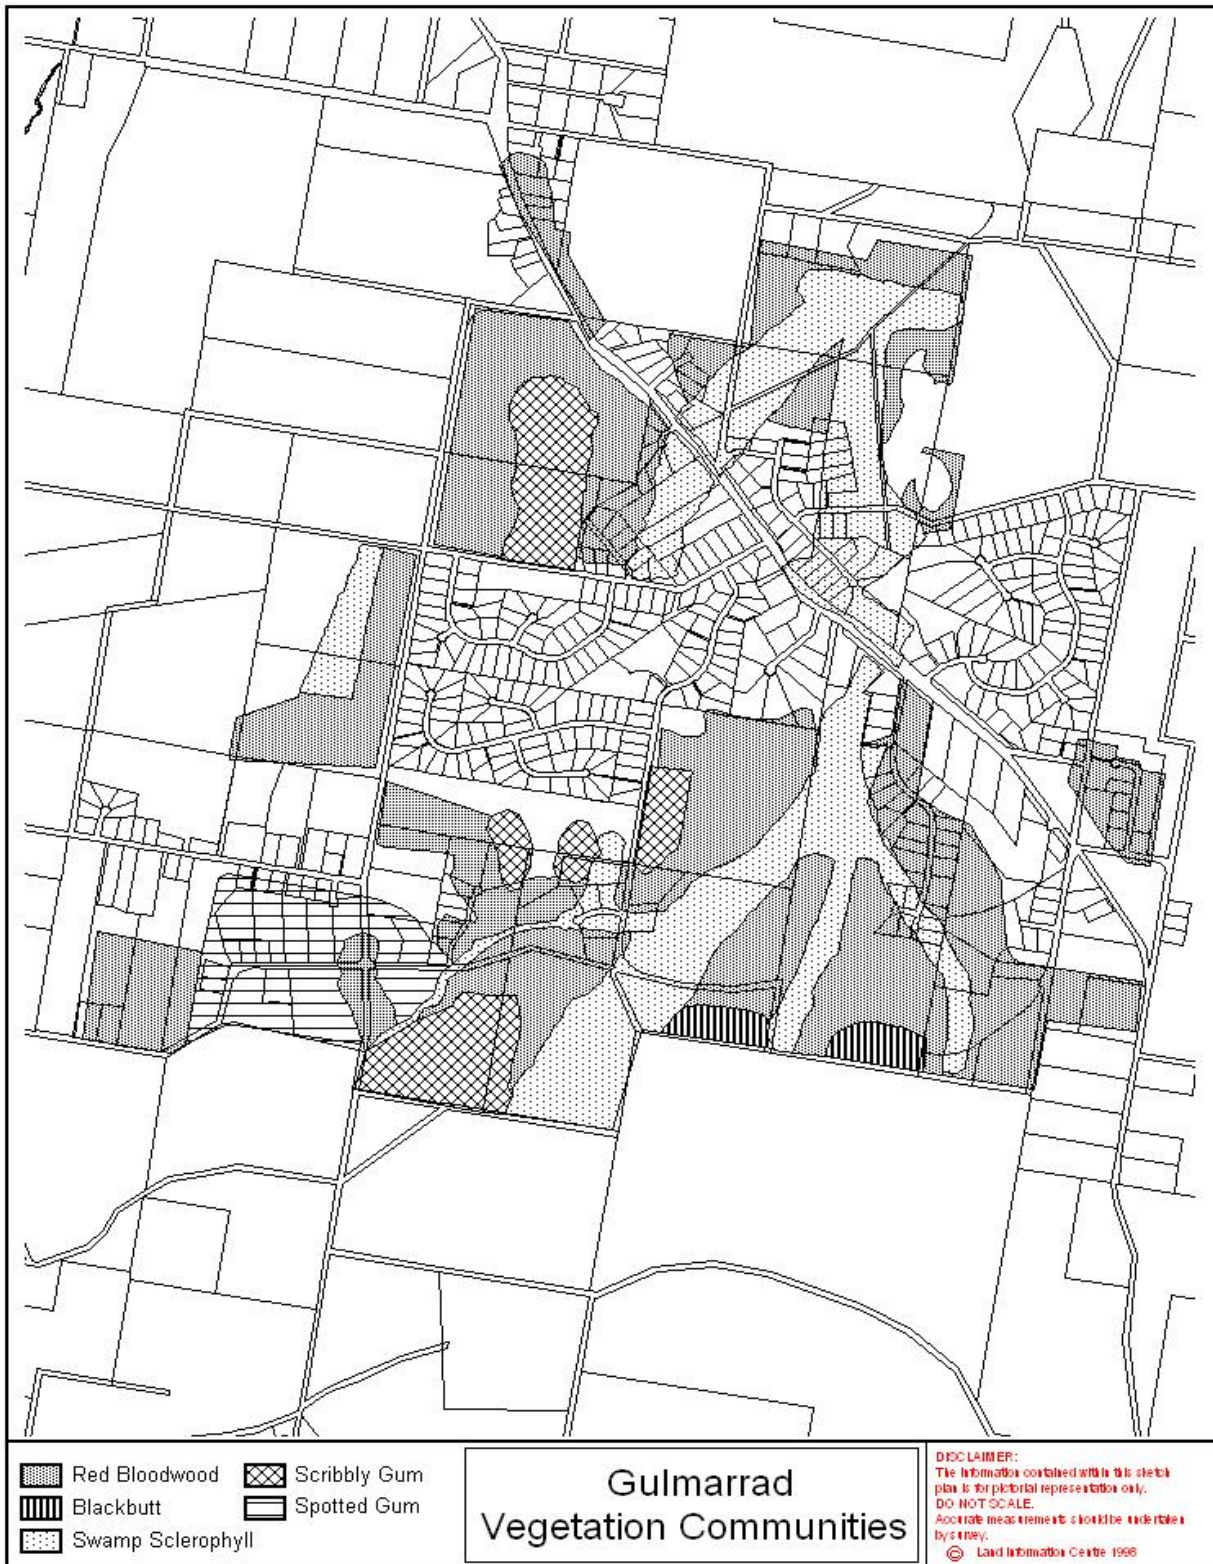 Red Bloodwood
Scribbly Gum
Blackbutt
Spotted Gum
Swamp Sclerophyll
Gulmarrad
Vegetation Communities
DISCLAIMER:
The Information contained within this sketch
plan is for pictorial representation only.
DO NOT SCALE.
Accurate measurements should be undertaken
by survey.
© Land Information Centre 1998